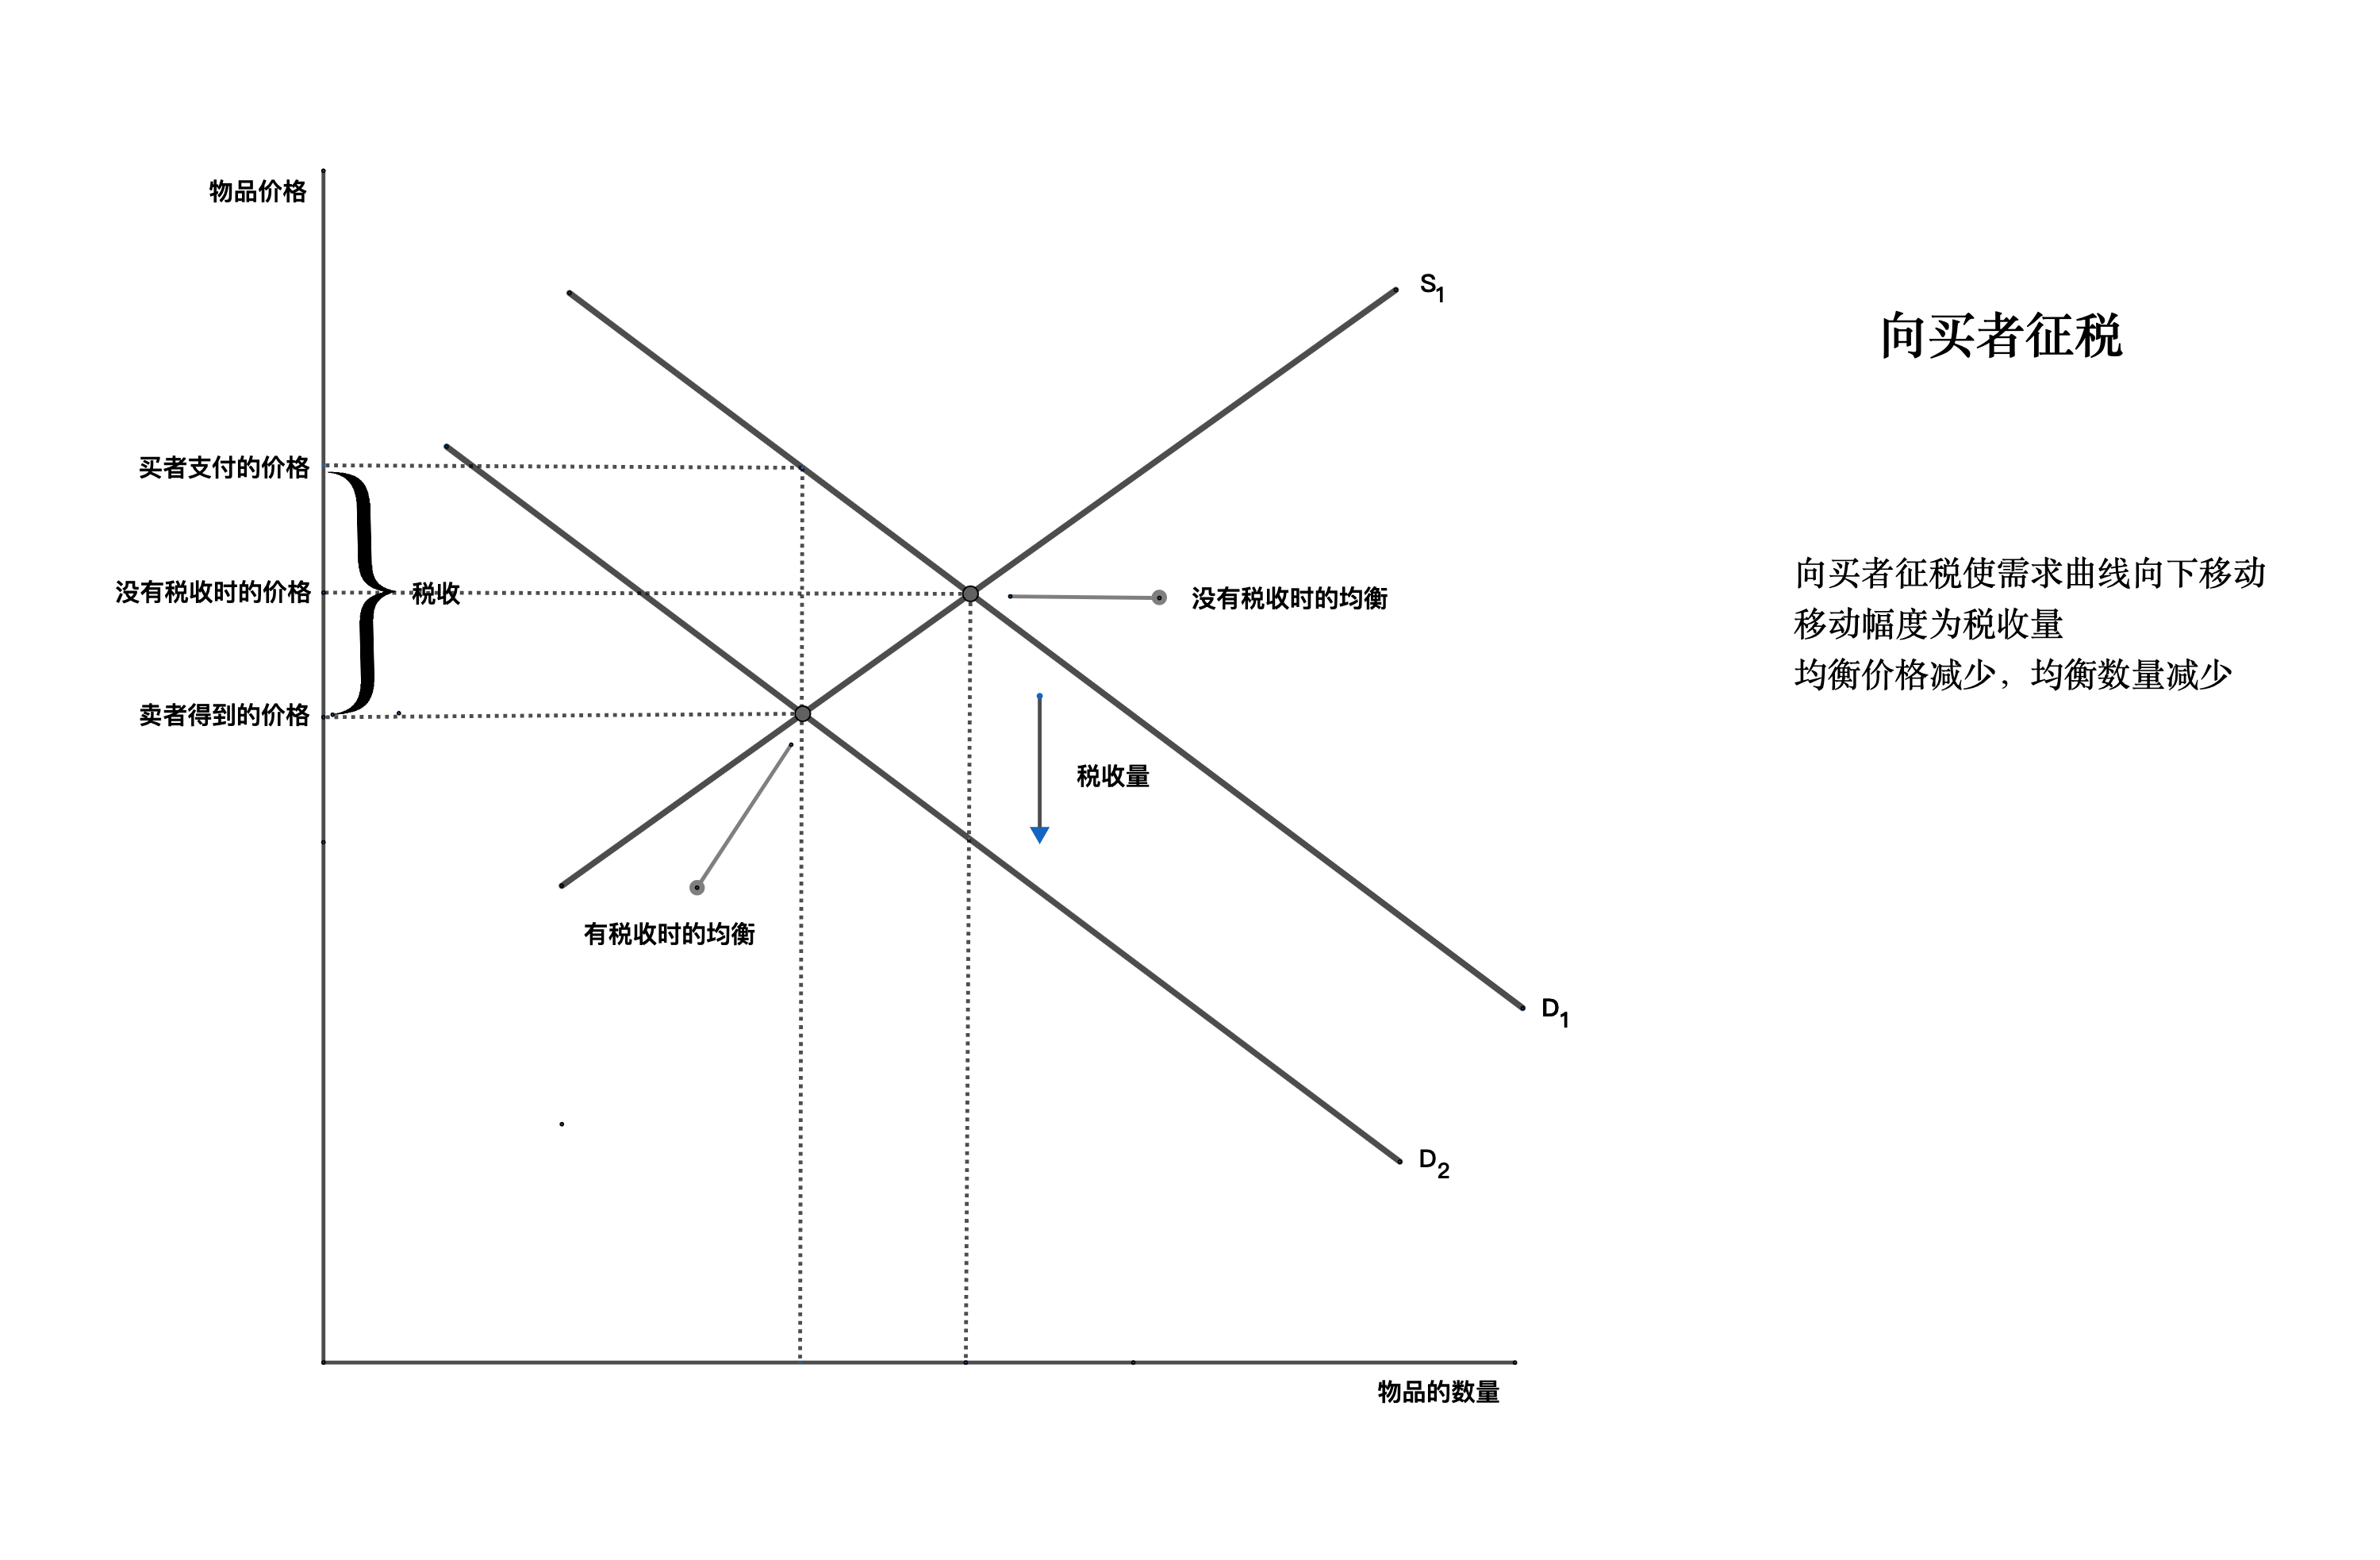 物品价格
S1
向买者征税
买者支付的价格
没有税收时的价格
税收
没有税收时的均衡
向买者征税使需求曲线向下移动
移动幅度为税收量
均衡价格减少，均衡数量减少
卖者得到的价格
税收量
有税收时的均衡
D1
D2
物品的数量